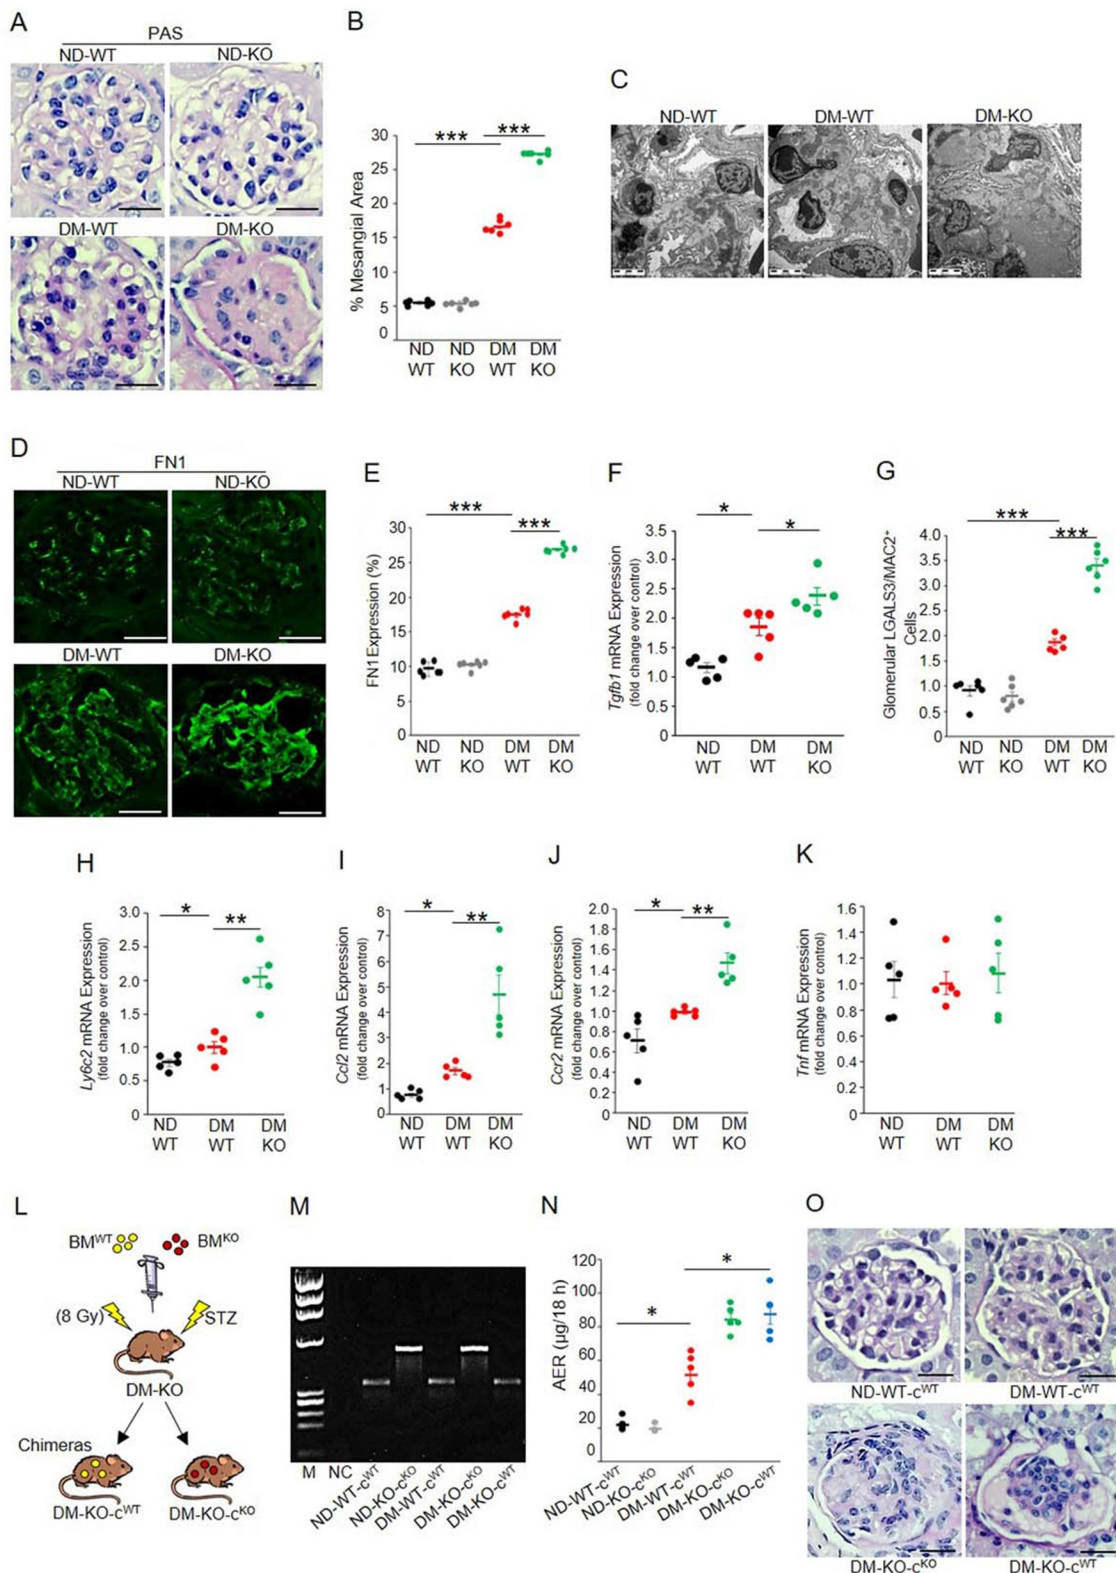 A
PAS
ND-WT ND-KO
DM-WT DM-KO
B
% Mesangial Area
30
25
20
15
10
5
0
*** ***
ND WT
ND KO
DM WT
DM KO
C
ND-WT DM-WT DM-KO
D
FN1
ND-WT ND-KO
DM-WT DM-KO
E
FN1 Expression (%)
30
25
20
15
10
5
0
*** ***
ND WT
ND KO
DM WT
DM KO
F
Tgfb1 mRNA Expression
(fold change over control)
3.5
3.0
2.5
2.0
1.5
1.0
0.5
0
* *
ND WT
DM WT
DM KO
G
Glomerular LGALS3/MAC2⁺
Cells
4.0
3.0
2.0
1.0
0.5
0
*** ***
ND WT
ND KO
DM WT
DM KO
H
Ly6c2 mRNA Expression
(fold change over control)
3.0
2.5
2.0
1.5
1.0
0.5
0
* **
ND WT
DM WT
DM KO
I
Ccl2 mRNA Expression
(fold change over control)
8
7
6
5
4
2
1
0
* **
ND WT
DM WT
DM KO
J
Ccr2 mRNA Expression
(fold change over control)
2.0
1.8
1.6
1.4
1.2
1.0
0.8
0.6
0.4
0.2
0
* **
ND WT
DM WT
DM KO
K
Tnf mRNA Expression
(fold change over control)
1.6
1.4
1.2
1.0
0.8
0.6
0.4
0.2
0
ND WT
DM WT
DM KO
L
BMᵂᵀ BMᴷᴼ
(8 Gy) STZ
DM-KO
Chimeras
DM-KO-cᵂᵀ DM-KO-cᴷᴼ
M
M NC ND-WT-cᵂᵀ ND-KO-cᴷᴼ DM-WT-cᵂᵀ DM-KO-cᴷᴼ DM-KO-cᵂᵀ
N
AER (µg/18 h)
120
100
80
60
40
20
0
* *
ND-WT-cᵂᵀ ND-KO-cᴷᴼ DM-WT-cᵂᵀ DM-KO-cᴷᴼ DM-KO-cᵂᵀ
O
ND-WT-cᵂᵀ DM-WT-cᵂᵀ
DM-KO-cᴷᴼ DM-KO-cᵂᵀ